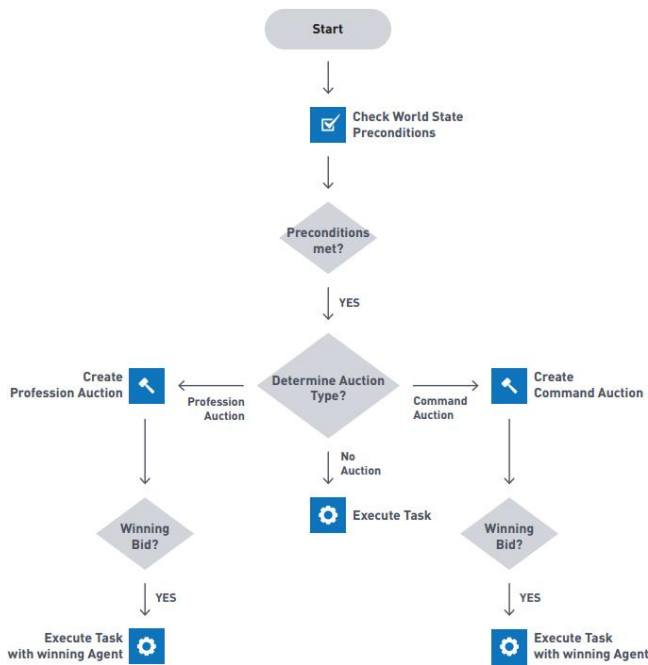 Start
Check World State
Preconditions
Preconditions
met?
YES
Create
Profession Auction
Profession
Auction
Determine Auction
Type?
Command
Auction
Create
Command Auction
No
Auction
Execute Task
Winning
Bid?
Winning
Bid?
YES
YES
Execute Task
with winning Agent
Execute Task
with winning Agent